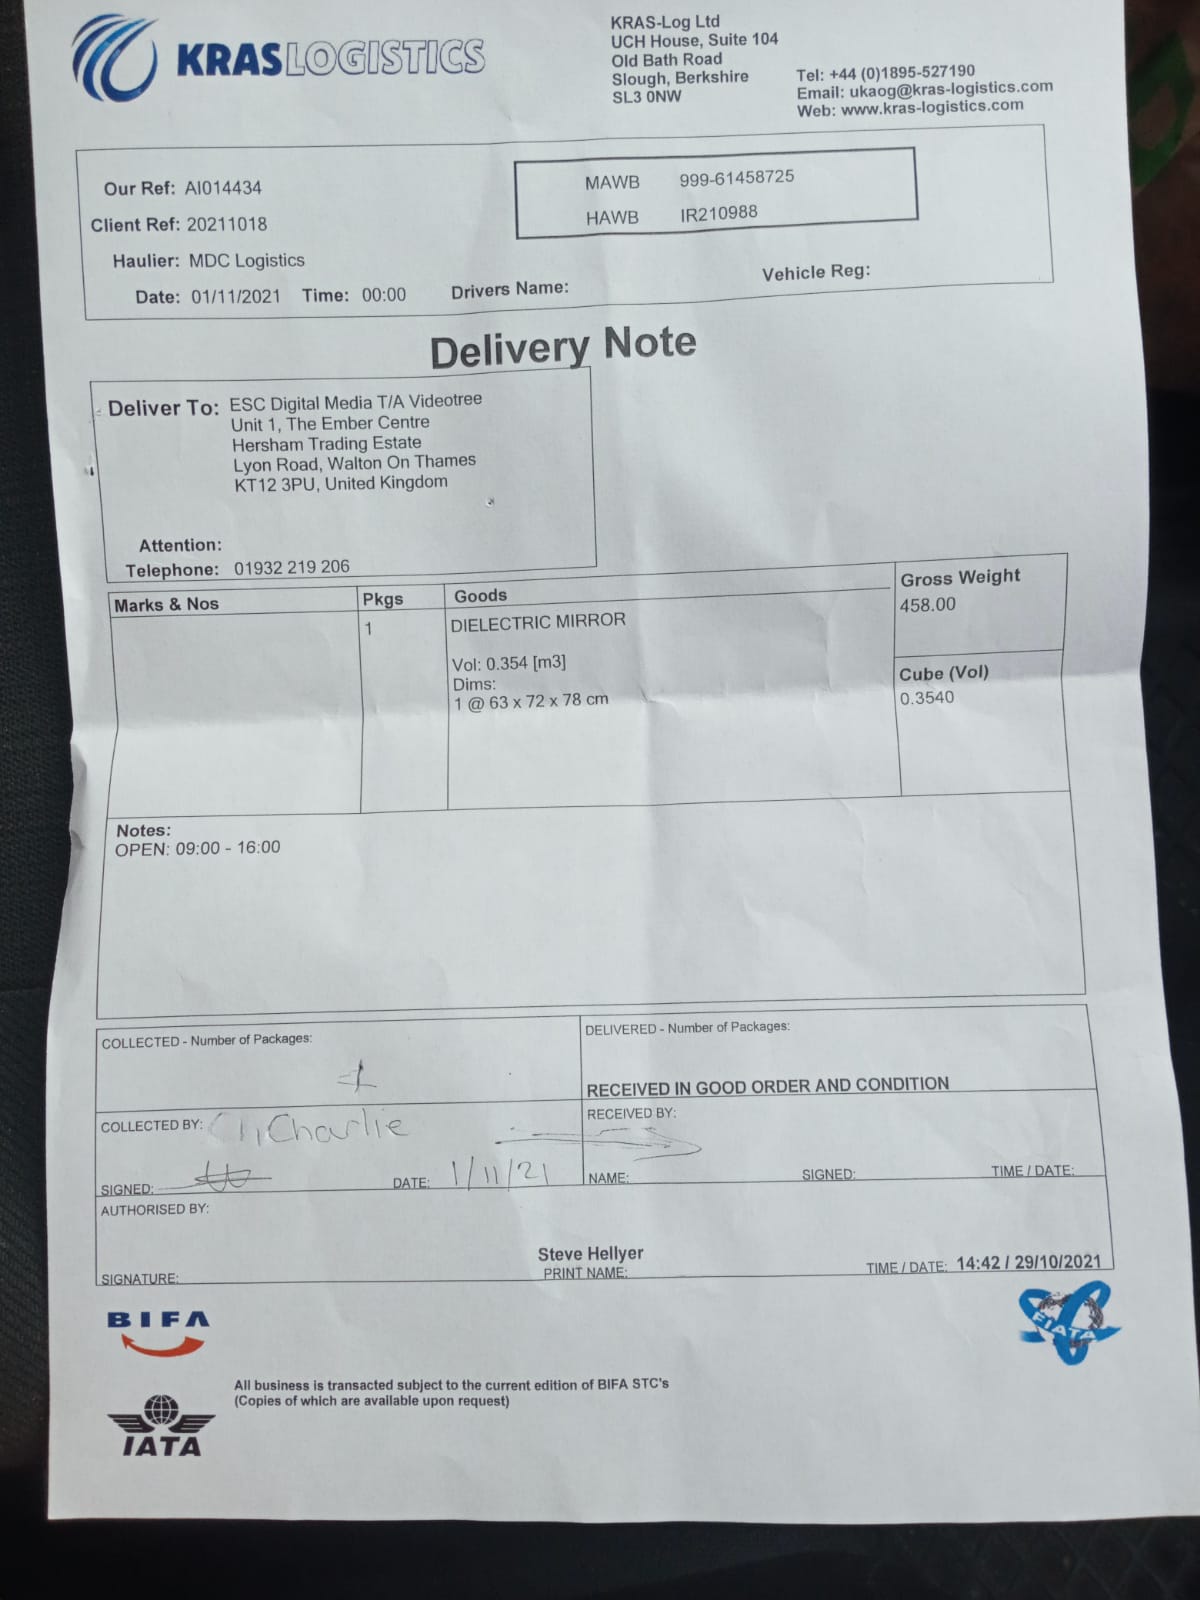 KRAS LOGISTICS
KRAS-Log Ltd
UCH House, Suite 104
Old Bath Road
Slough, Berkshire
SL3 0NW
Tel: +44 (0)1895-527190
Email: ukaog@kras-logistics.com
Web: www.kras-logistics.com
Our Ref: AI014434
Client Ref: 20211018
Haulier: MDC Logistics
Date: 01/11/2021 Time: 00:00 Drivers Name: Vehicle Reg:
MAWB 999-61458725
HAWB IR210988
Delivery Note
Deliver To: ESC Digital Media T/A Videotree
Unit 1, The Ember Centre
Hersham Trading Estate
Lyon Road, Walton On Thames
KT12 3PU, United Kingdom
Attention:
Telephone: 01932 219 206
Marks & Nos Pkgs Goods Gross Weight
1 DIELECTRIC MIRROR 458.00
Vol: 0.354 [m3]
Dims:
1 @ 63 x 72 x 78 cm
Cube (Vol)
0.3540
Notes:
OPEN: 09:00 - 16:00
COLLECTED - Number of Packages:
1
DELIVERED - Number of Packages:
RECEIVED IN GOOD ORDER AND CONDITION
COLLECTED BY: Charlie
RECEIVED BY:
SIGNED: DATE: 1/11/21
NAME: SIGNED: TIME / DATE:
AUTHORISED BY:
Steve Hellyer
SIGNATURE: PRINT NAME: TIME / DATE: 14:42 / 29/10/2021
BIFA
FIATA
All business is transacted subject to the current edition of BIFA STC's
(Copies of which are available upon request)
IATA